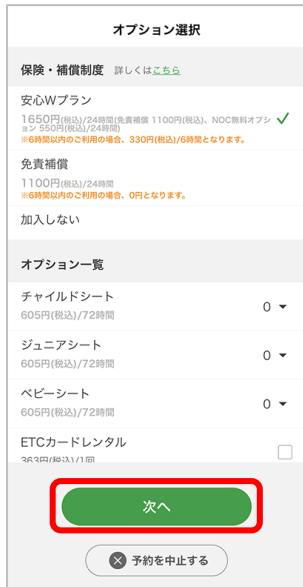 オプション選択
保険・補償制度 詳しくはこちら
安心Wプラン
1650円(税込)/24時間(免責補償 1100円(税込)、NOC無料オプシ
ョン 550円(税込)/24時間)
※6時間以内のご利用の場合、330円(税込)/6時間となります。
免責補償
1100円(税込)/24時間
※6時間以内のご利用の場合、0円となります。
加入しない
オプション一覧
チャイルドシート
605円(税込)/72時間
0
ジュニアシート
605円(税込)/72時間
0
ベビーシート
605円(税込)/72時間
0
ETCカードレンタル
363円(税込)/1回
次へ
予約を中止する